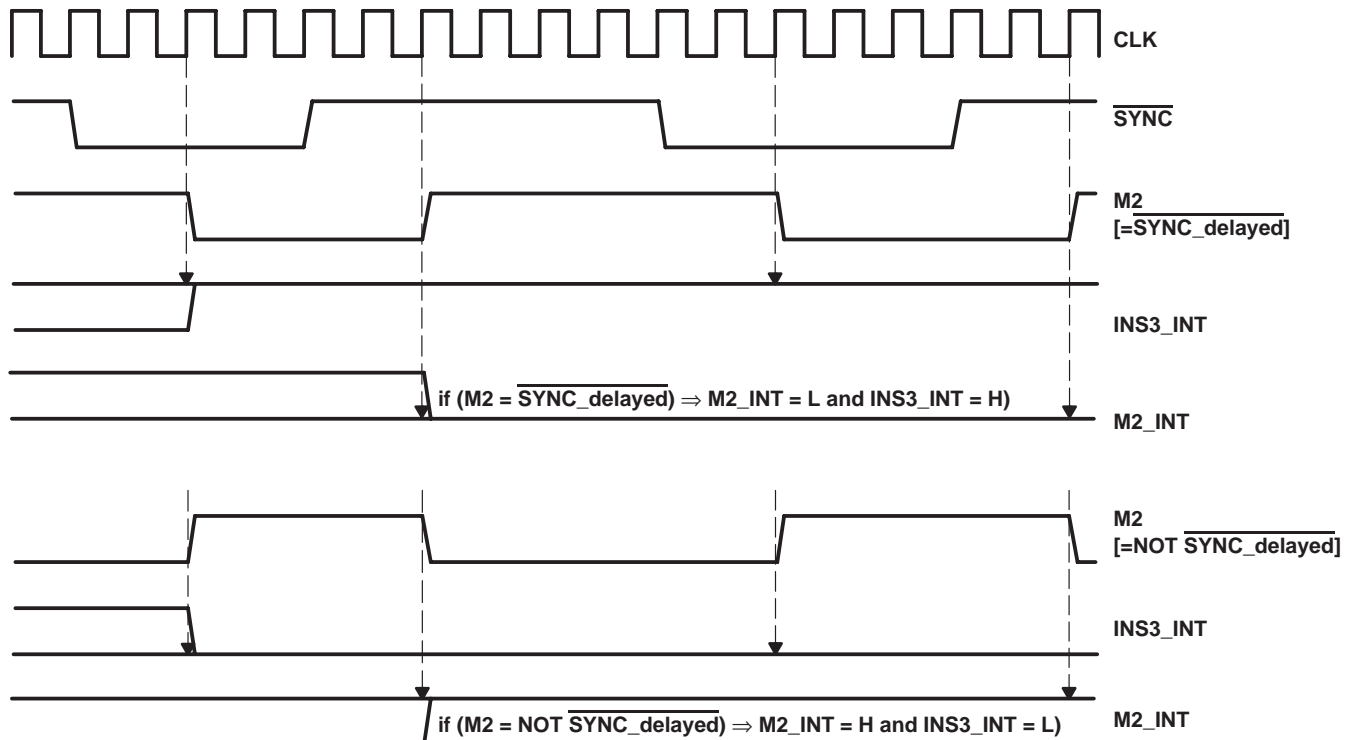 CLK
SYNC
M2
[=SYNC_delayed]
INS3_INT
if (M2 = SYNC_delayed) ⇒ M2_INT = L and INS3_INT = H)
M2_INT
M2
[=NOT SYNC_delayed]
INS3_INT
if (M2 = NOT SYNC_delayed) ⇒ M2_INT = H and INS3_INT = L)
M2_INT